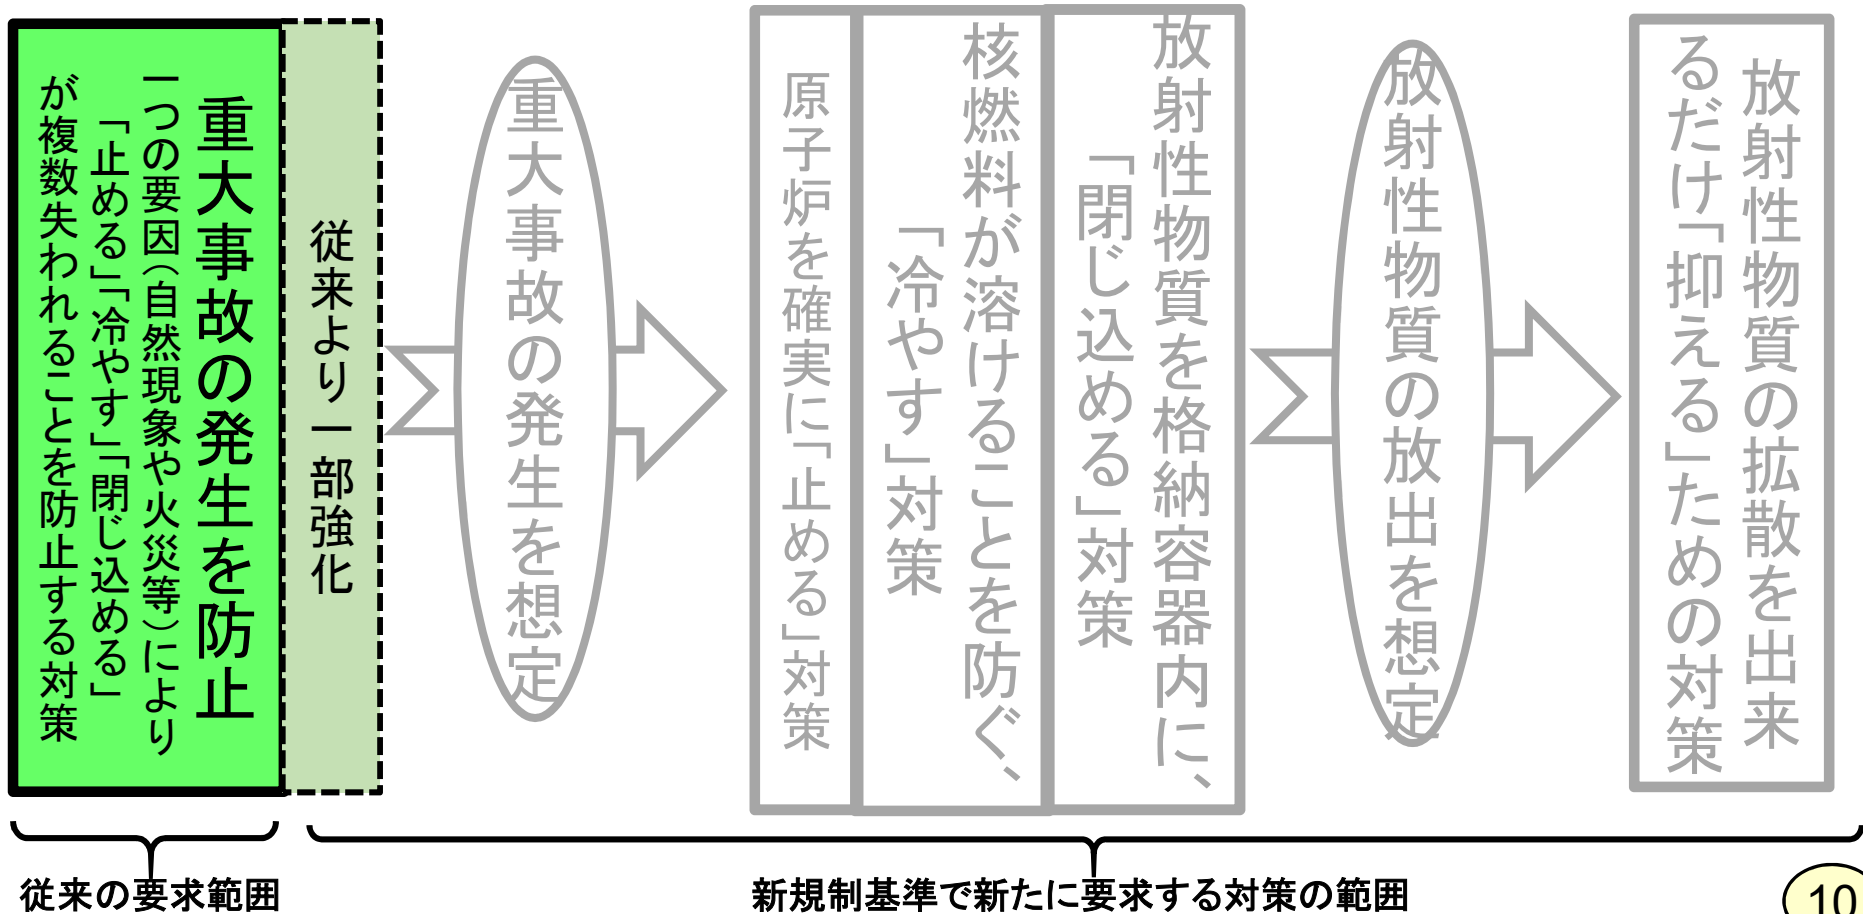 重大事故の発生を防止
一つの要因(自然現象や火災等)により
「止める」「冷やす」「閉じ込める」
が複数失われることを防止する対策
従来より一部強化
重大事故の発生を想定
原子炉を確実に「止める」対策
核燃料が溶けることを防ぐ、
「冷やす」対策
放射性物質を格納容器内に、
「閉じ込める」対策
放射性物質の放出を想定
放射性物質の拡散を出来
るだけ「抑える」ための対策
従来の要求範囲
新規制基準で新たに要求する対策の範囲
10